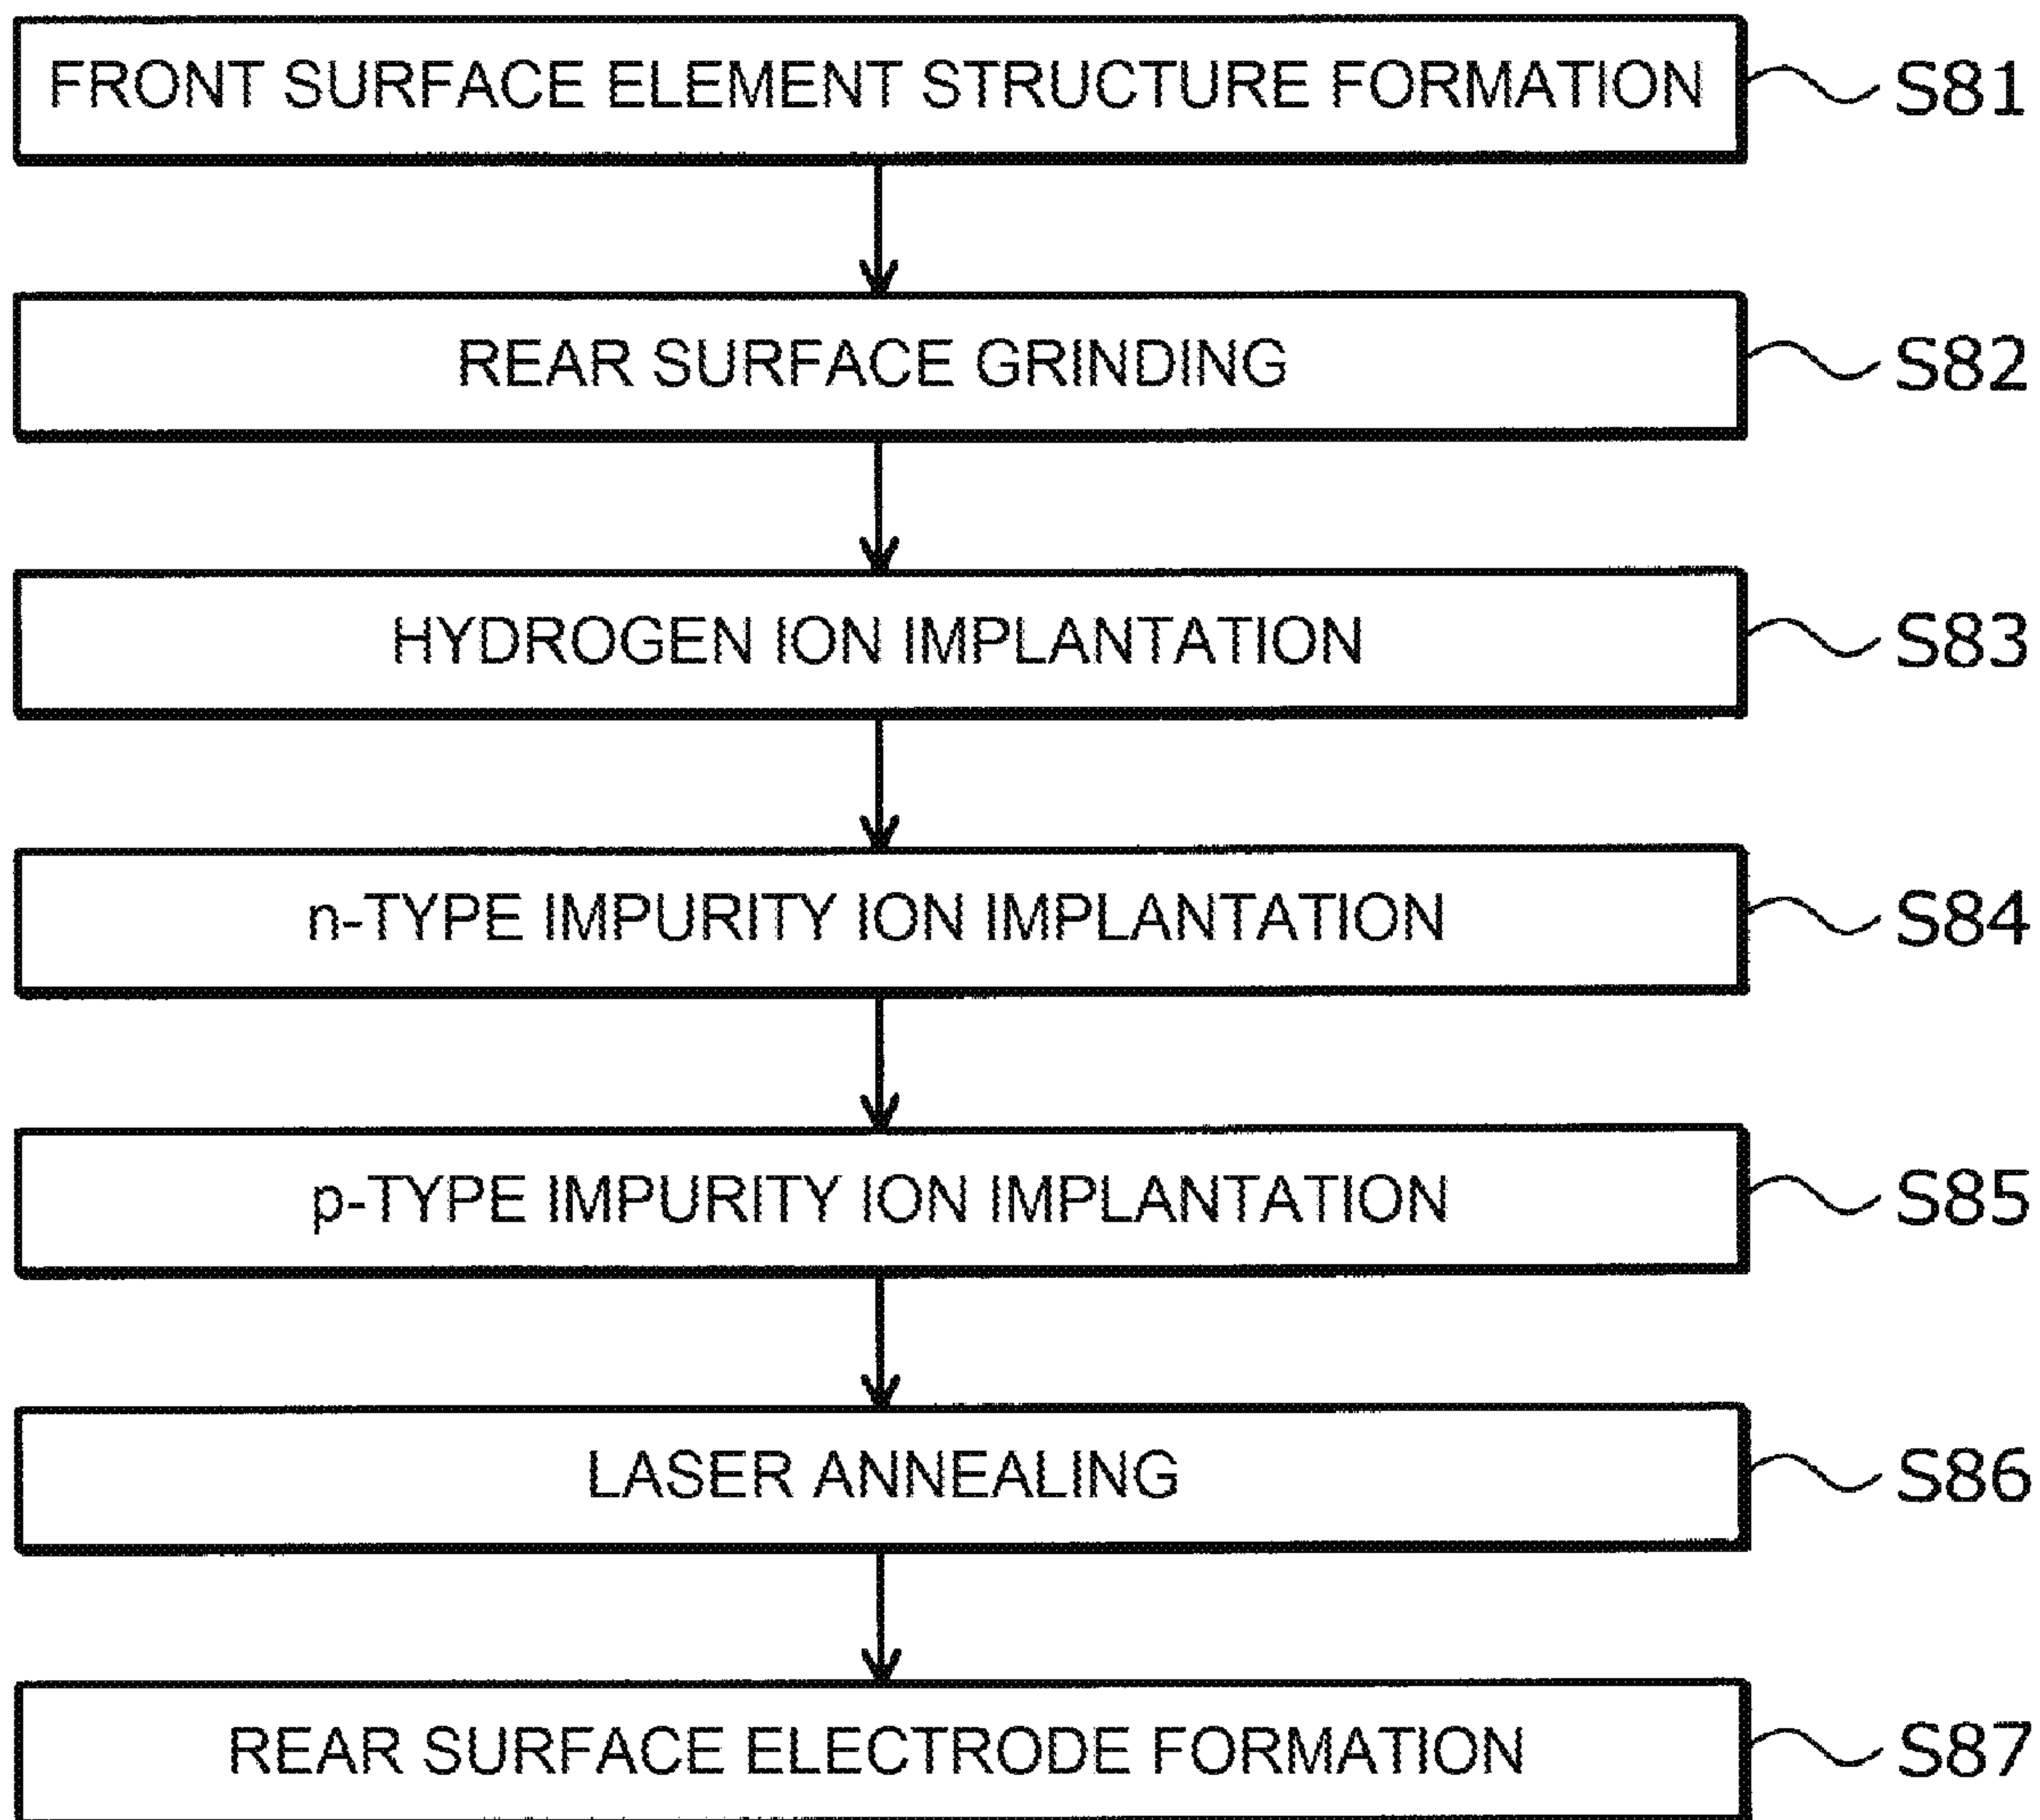 FRONT SURFACE ELEMENT STRUCTURE FORMATION S81
REAR SURFACE GRINDING S82
HYDROGEN ION IMPLANTATION S83
n-TYPE IMPURITY ION IMPLANTATION S84
p-TYPE IMPURITY ION IMPLANTATION S85
LASER ANNEALING S86
REAR SURFACE ELECTRODE FORMATION S87